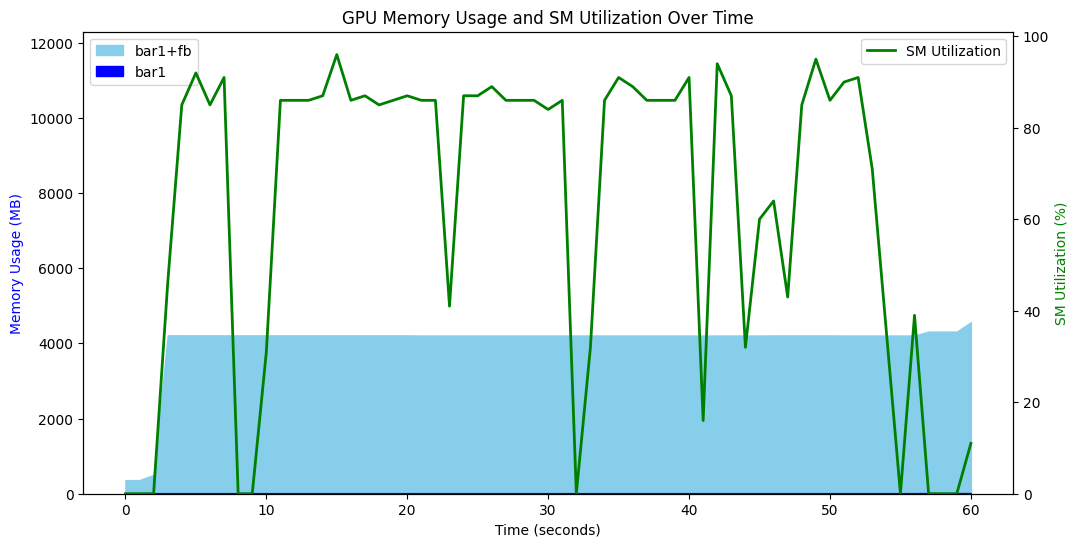 GPU Memory Usage and SM Utilization Over Time
bar1+fb
bar1
SM Utilization
Memory Usage (MB)
12000
10000
8000
6000
4000
2000
0
100
80
60
40
20
0
SM Utilization (%)
0 10 20 30 40 50 60
Time (seconds)